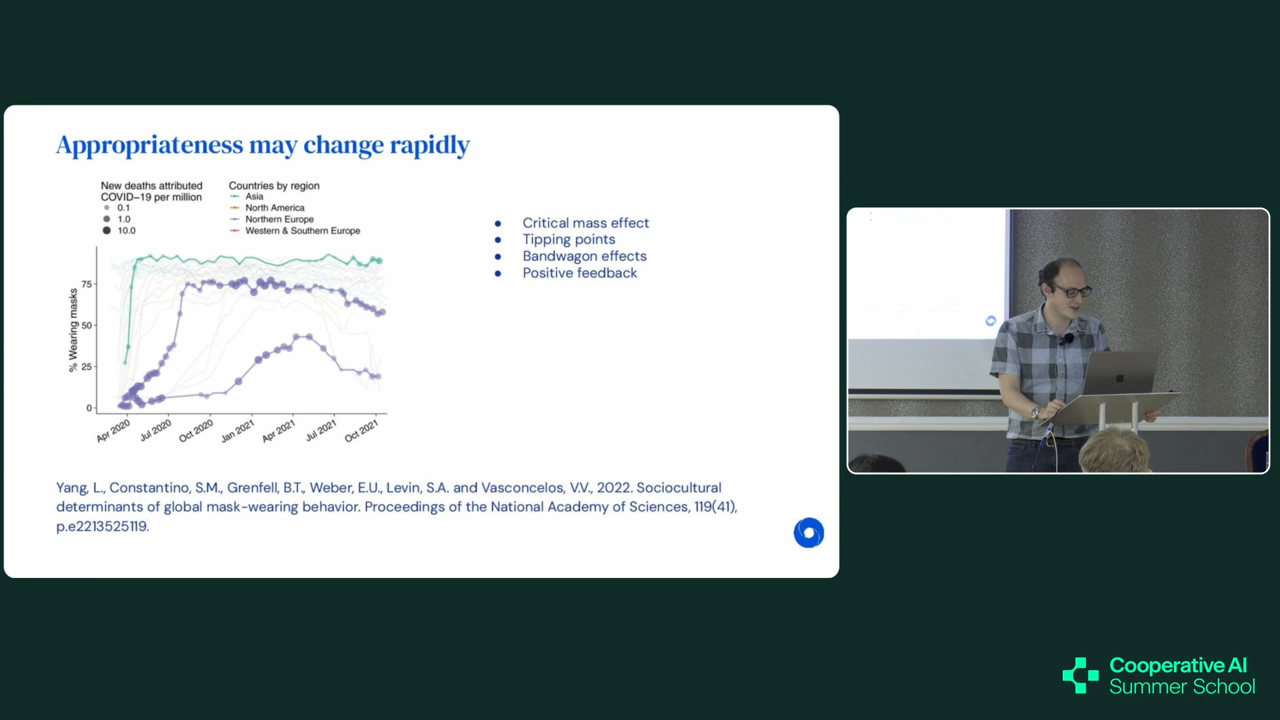 Appropriateness may change rapidly
New deaths attributed
COVID−19 per million
0.1
1.0
10.0
Countries by region
Asia
North America
Northern Europe
Western & Southern Europe
% Wearing masks
75
50
25
0
Apr 2020
Jul 2020
Oct 2020
Jan 2021
Apr 2021
Jul 2021
Oct 2021
● Critical mass effect
● Tipping points
● Bandwagon effects
● Positive feedback
Yang, L., Constantino, S.M., Grenfell, B.T., Weber, E.U., Levin, S.A. and Vasconcelos, V.V., 2022. Sociocultural
determinants of global mask-wearing behavior. Proceedings of the National Academy of Sciences, 119(41),
p.e2213525119.
Cooperative AI
Summer School